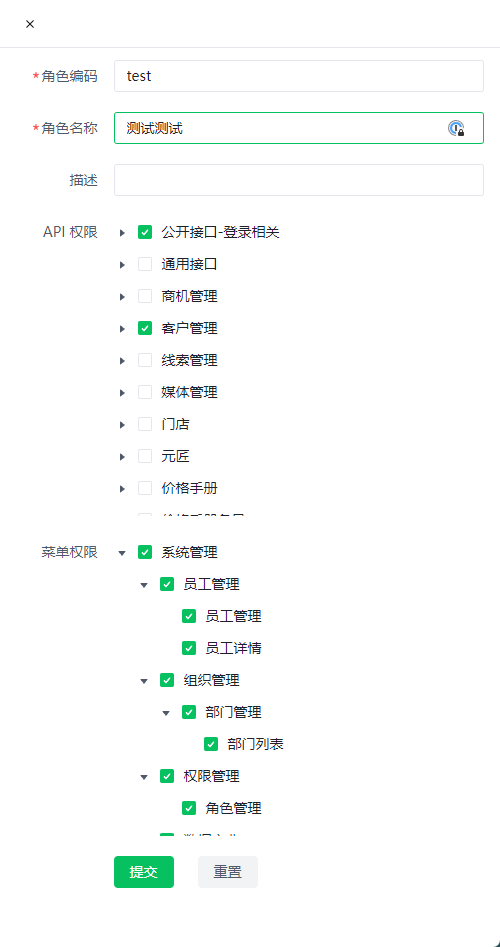 *角色编码 test
*角色名称 测试测试
描述
API 权限
公开接口-登录相关
通用接口
商机管理
客户管理
线索管理
媒体管理
门店
元匠
价格手册
菜单权限
系统管理
员工管理
员工管理
员工详情
组织管理
部门管理
部门列表
权限管理
角色管理
提交 重置